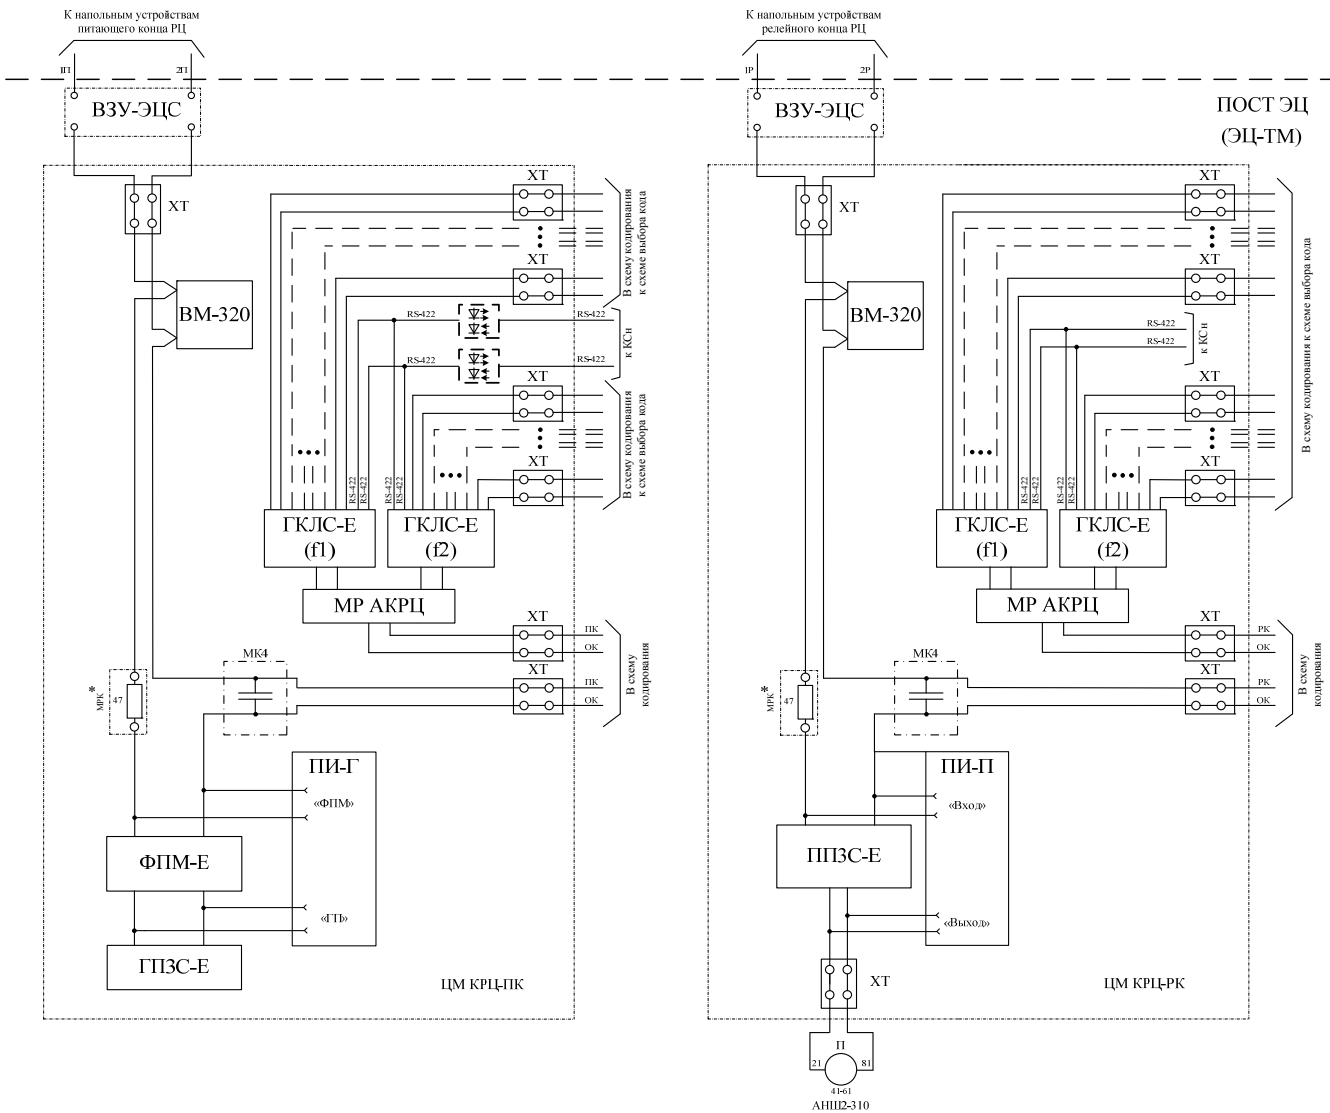 К напольным устройствам
питающего конца РЦ
1П
2П
ВЗУ-ЭЦС
ХТ
ВМ-320
ХТ
ХТ
В схему кодирования
к схеме выбора кода
RS-422
RS-422
RS-422
RS-422
к КСн
ХТ
ХТ
В схему кодирования
к схеме выбора кода
RS-422
RS-422
RS-422
RS-422
ГКЛС-Е
(f1)
ГКЛС-Е
(f2)
МР АКРЦ
ХТ
ПК
ОК
ХТ
ПК
ОК
В схему
кодирования
МК4
МРК*
47
ПИ-Г
«ФПМ»
ФПМ-Е
«ГП»
ГПЗС-Е
ЦМ КРЦ-ПК
К напольным устройствам
релейного конца РЦ
1Р
2Р
ВЗУ-ЭЦС
ПОСТ ЭЦ
(ЭЦ-ТМ)
ХТ
ВМ-320
ХТ
ХТ
RS-422
RS-422
к КСн
ХТ
ХТ
В схему кодирования к схеме выбора кода
RS-422
RS-422
RS-422
RS-422
ГКЛС-Е
(f1)
ГКЛС-Е
(f2)
МР АКРЦ
ХТ
РК
ОК
ХТ
РК
ОК
В схему
кодирования
МК4
МРК*
47
ПИ-П
«Вход»
ППЗС-Е
«Выход»
ХТ
ЦМ КРЦ-РК
П
21
81
41-61
АНШ2-310